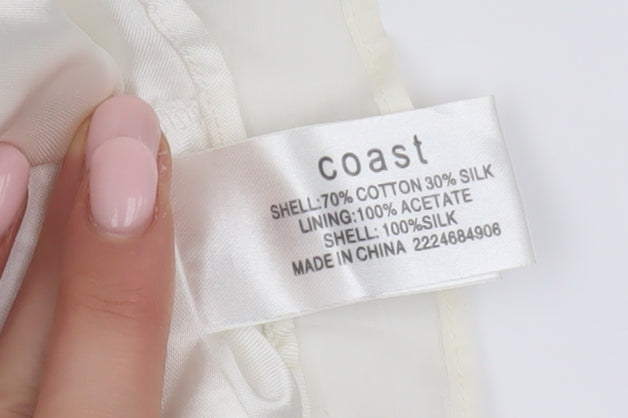 coast
SHELL:70% COTTON 30% SILK
LINING:100% ACETATE
SHELL: 100%SILK
MADE IN CHINA 2224684906